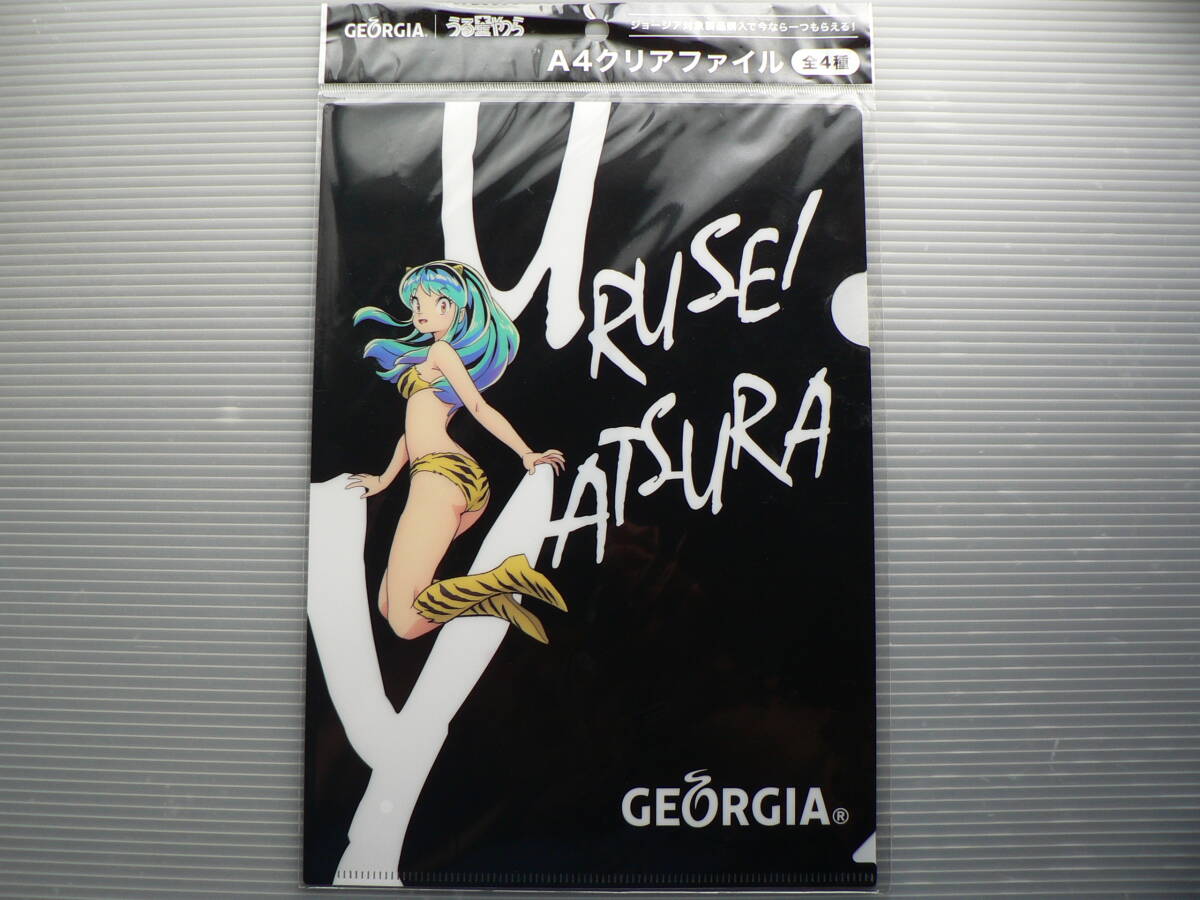 GEORGIA® うる星やつら ジョージア対象製品購入で今なら一つもらえる!
A4クリアファイル 全4種
URUSEI
YATSURA
GEORGIA®